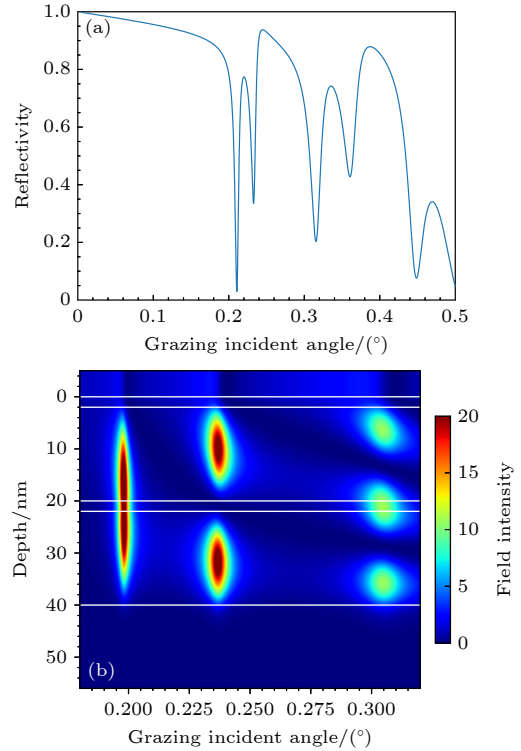 (a)
1.0
0.8
0.6
0.4
0.2
0
Reflectivity
0 0.1 0.2 0.3 0.4 0.5
Grazing incident angle/(°)
0
10
20
30
40
50
Depth/nm
(b)
0.200 0.225 0.250 0.275 0.300
Grazing incident angle/(°)
20
15
10
5
0
Field intensity